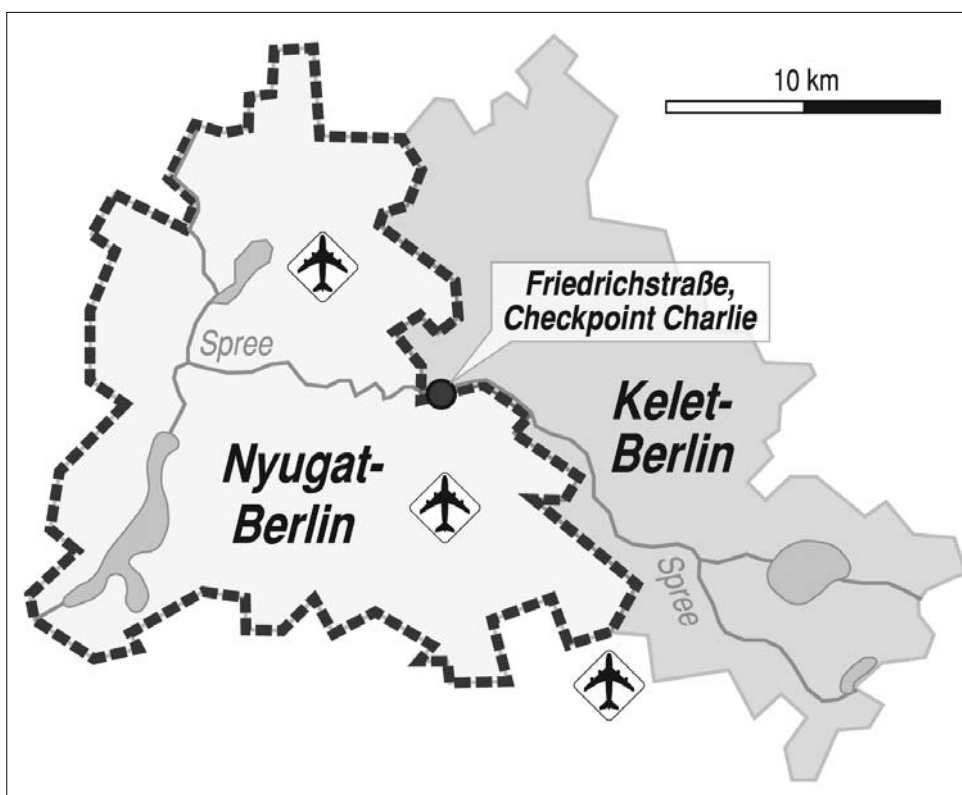 10 km
Friedrichstraße,
Checkpoint Charlie
Spree
Kelet-
Berlin
Nyugat-
Berlin
Spree